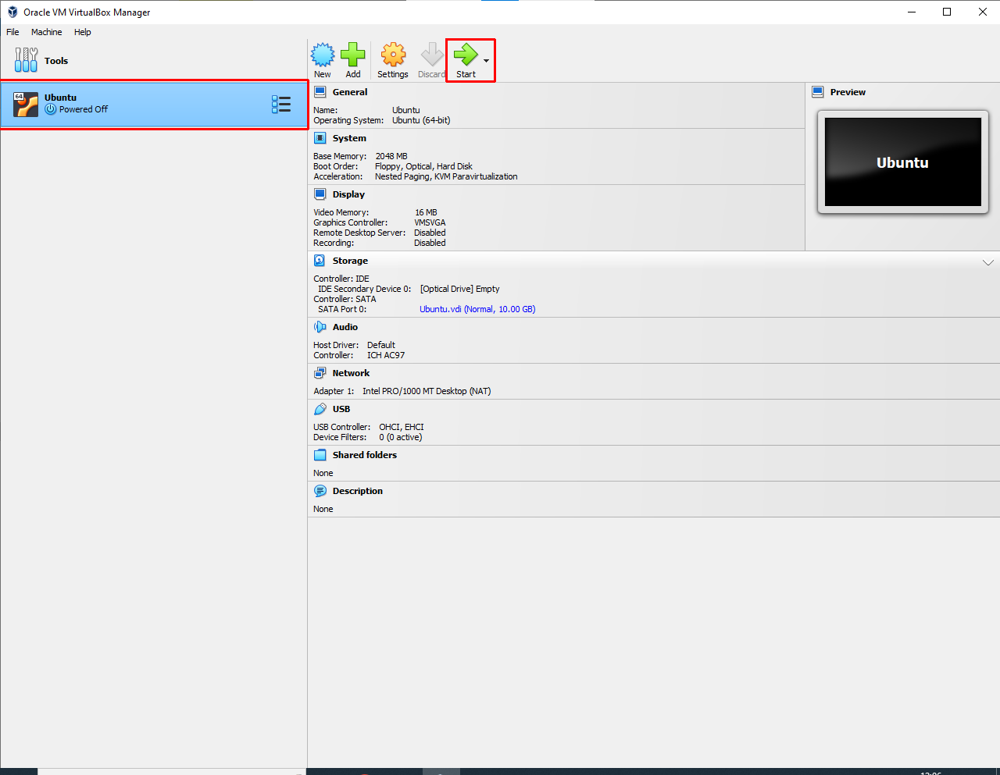 Oracle VM VirtualBox Manager
File Machine Help
Tools
New Add Settings Discard Start
64
Ubuntu
Powered Off
General
Name: Ubuntu
Operating System: Ubuntu (64-bit)
System
Base Memory: 2048 MB
Boot Order: Floppy, Optical, Hard Disk
Acceleration: Nested Paging, KVM Paravirtualization
Display
Video Memory: 16 MB
Graphics Controller: VMSVGA
Remote Desktop Server: Disabled
Recording: Disabled
Preview
Ubuntu
Storage
Controller: IDE
IDE Secondary Device 0: [Optical Drive] Empty
Controller: SATA
SATA Port 0: Ubuntu.vdi (Normal, 10.00 GB)
Audio
Host Driver: Default
Controller: ICH AC97
Network
Adapter 1: Intel PRO/1000 MT Desktop (NAT)
USB
USB Controller: OHCI, EHCI
Device Filters: 0 (0 active)
Shared folders
None
Description
None